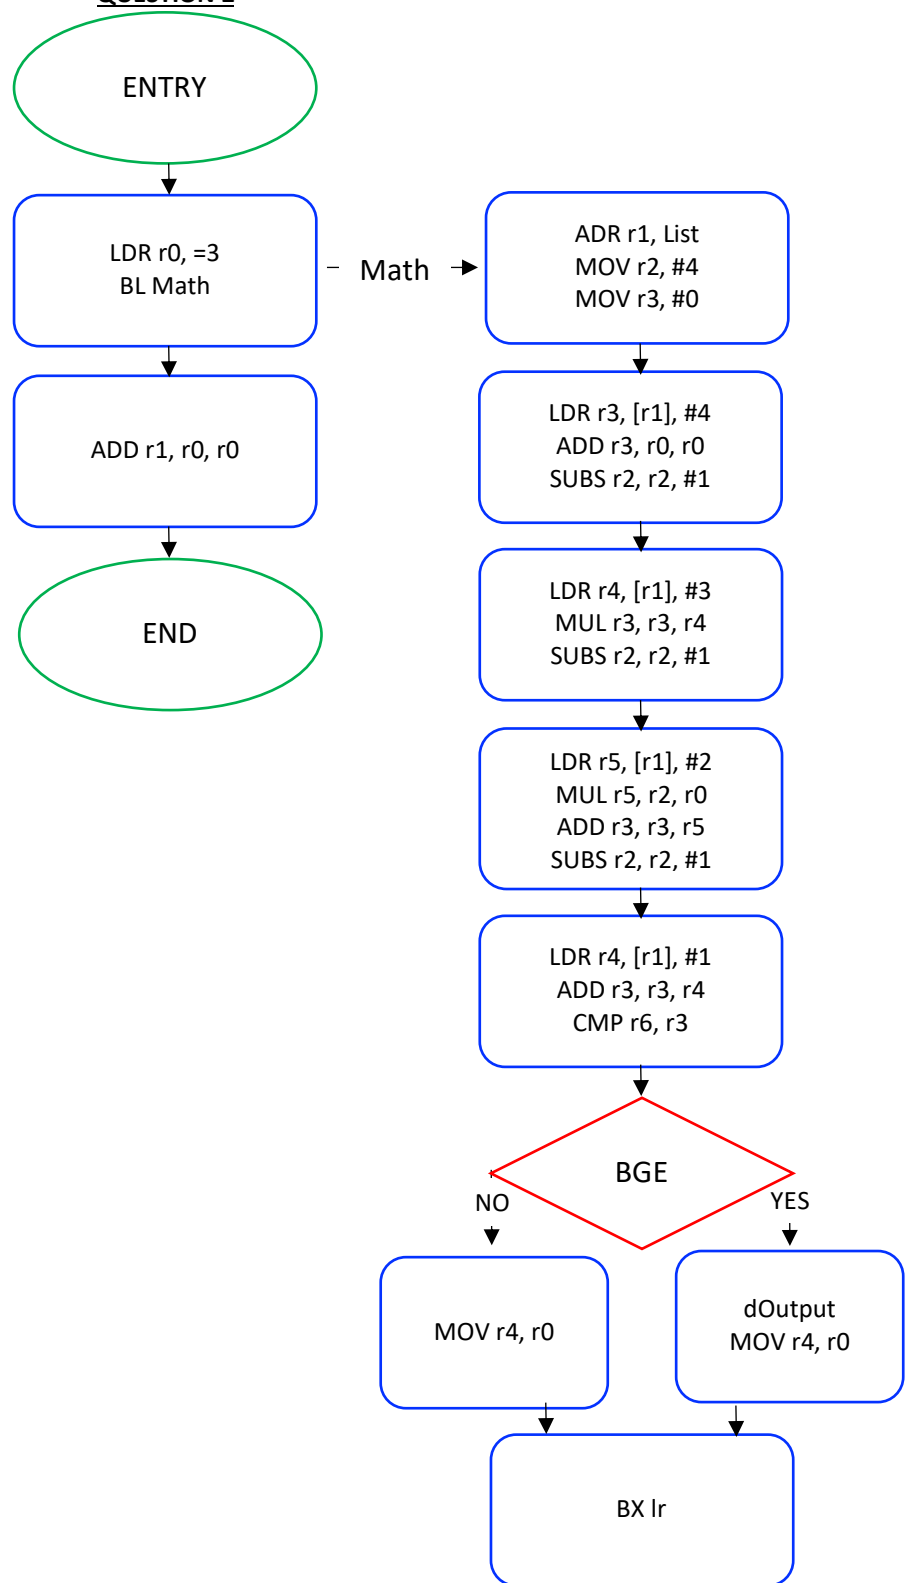 ENTRY
LDR r0, =3
BL Math
Math
ADD r1, r0, r0
END
ADR r1, List
MOV r2, #4
MOV r3, #0
LDR r3, [r1], #4
ADD r3, r0, r0
SUBS r2, r2, #1
LDR r4, [r1], #3
MUL r3, r3, r4
SUBS r2, r2, #1
LDR r5, [r1], #2
MUL r5, r2, r0
ADD r3, r3, r5
SUBS r2, r2, #1
LDR r4, [r1], #1
ADD r3, r3, r4
CMP r6, r3
BGE
NO
YES
MOV r4, r0
dOutput
MOV r4, r0
BX lr